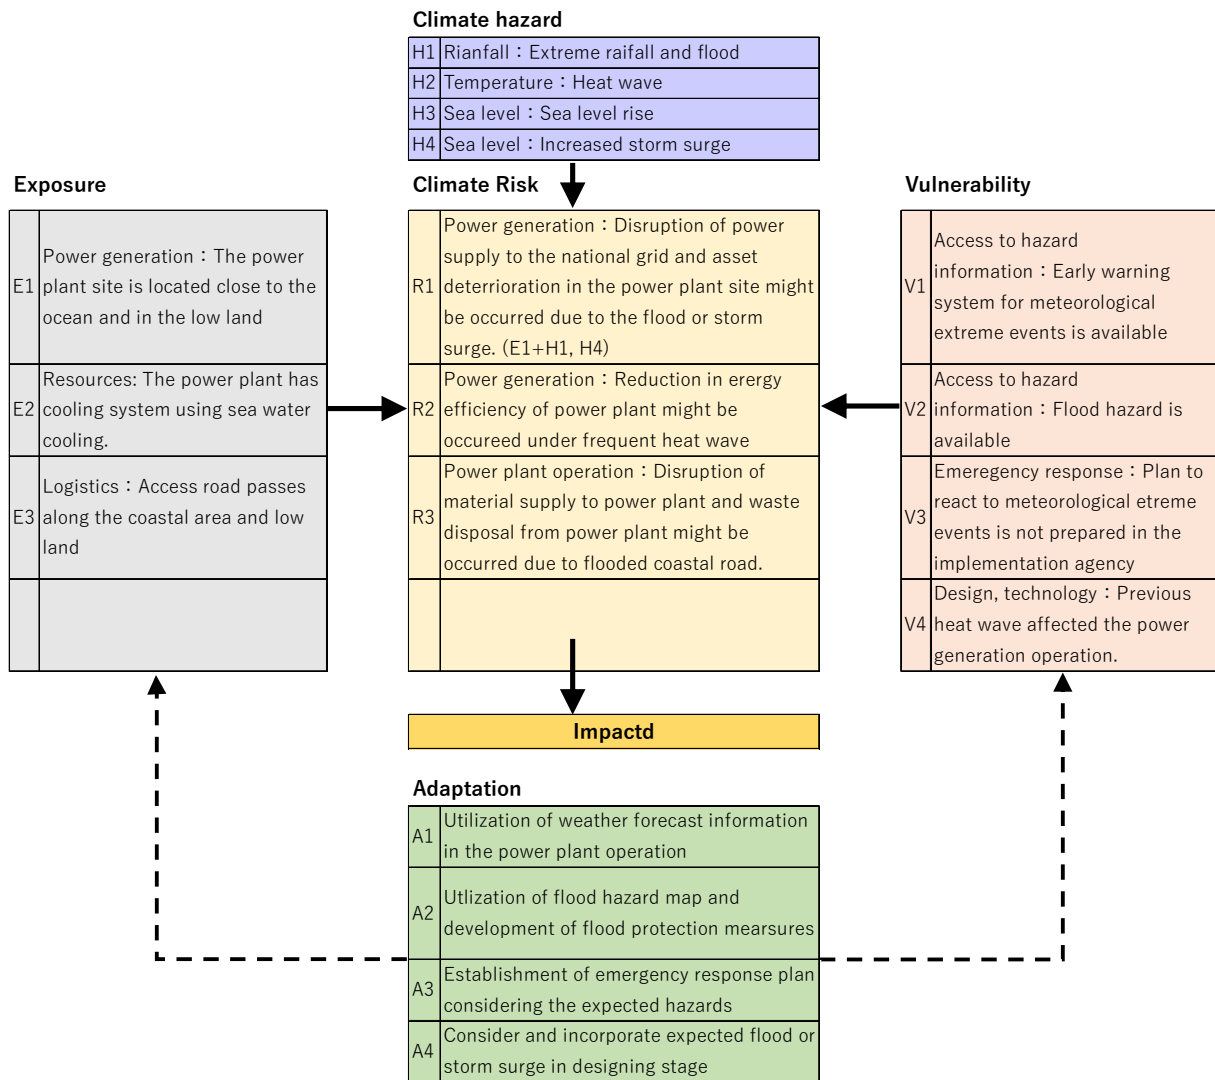 Climate hazard
H1 Rianfall：Extreme raifall and flood
H2 Temperature：Heat wave
H3 Sea level：Sea level rise
H4 Sea level：Increased storm surge
Exposure
E1 Power generation：The power
plant site is located close to the
ocean and in the low land
E2 Resources: The power plant has
cooling system using sea water
cooling.
E3 Logistics：Access road passes
along the coastal area and low
land
Climate Risk
R1 Power generation：Disruption of power
supply to the national grid and asset
deterrioration in the power plant site might
be occurred due to the flood or storm
surge. (E1+H1, H4)
R2 Power generation：Reduction in erergy
efficiency of power plant might be
occureed under frequent heat wave
R3 Power plant operation：Disruption of
material supply to power plant and waste
disposal from power plant might be
occurred due to flooded coastal road.
Vulnerability
V1 Access to hazard
information：Early warning
system for meteorological
extreme events is available
V2 Access to hazard
information：Flood hazard is
available
V3 Emeregency response：Plan to
react to meteorological etreme
events is not prepared in the
implementation agency
V4 Design, technology：Previous
heat wave affected the power
generation operation.
Impactd
Adaptation
A1 Utilization of weather forecast information
in the power plant operation
A2 Utlization of flood hazard map and
development of flood protection mearsures
A3 Establishment of emergency response plan
considering the expected hazards
A4 Consider and incorporate expected flood or
storm surge in designing stage